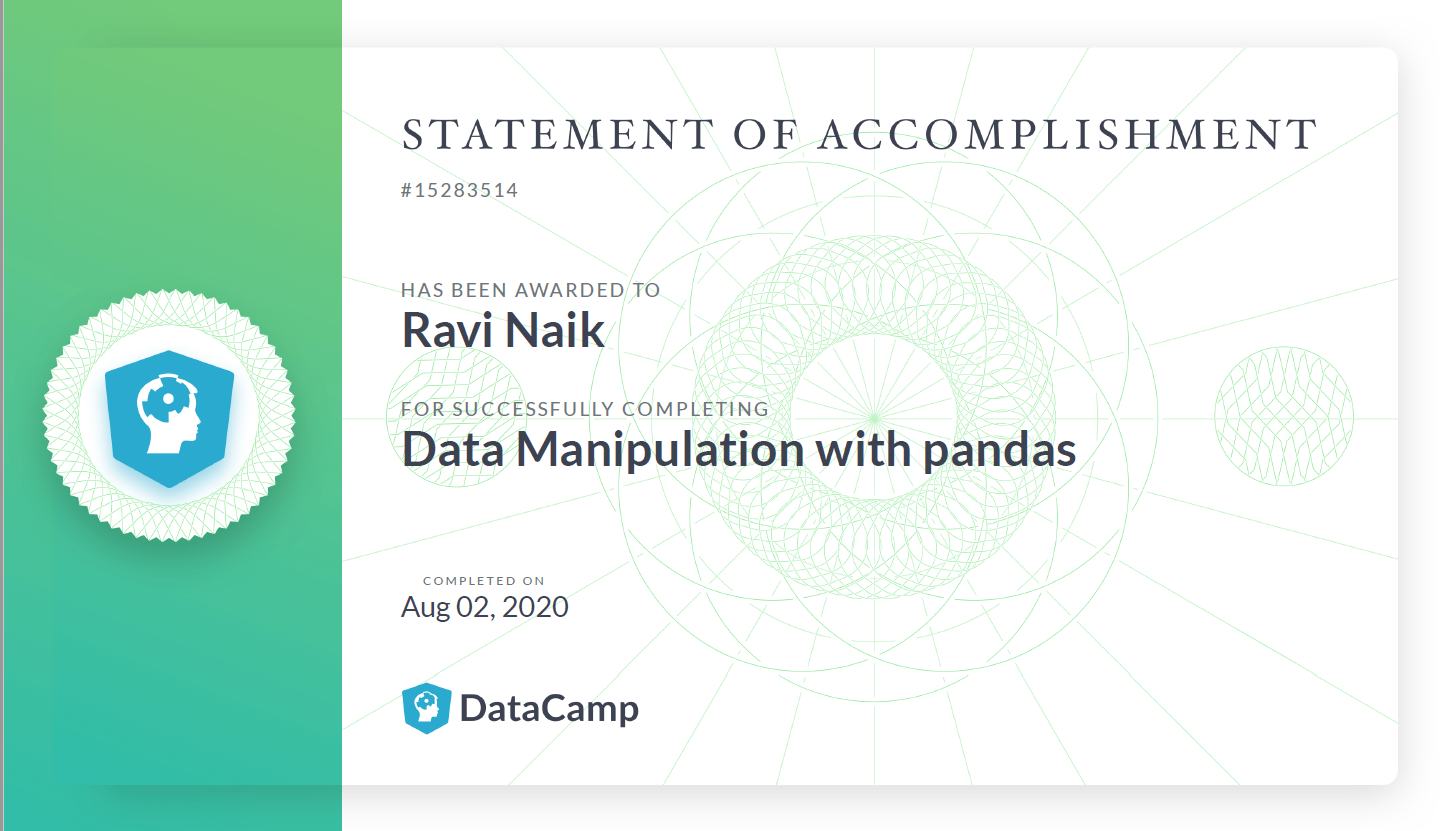 STATEMENT OF ACCOMPLISHMENT
#15283514
HAS BEEN AWARDED TO
Ravi Naik
FOR SUCCESSFULLY COMPLETING
Data Manipulation with pandas
COMPLETED ON
Aug 02, 2020
DataCamp